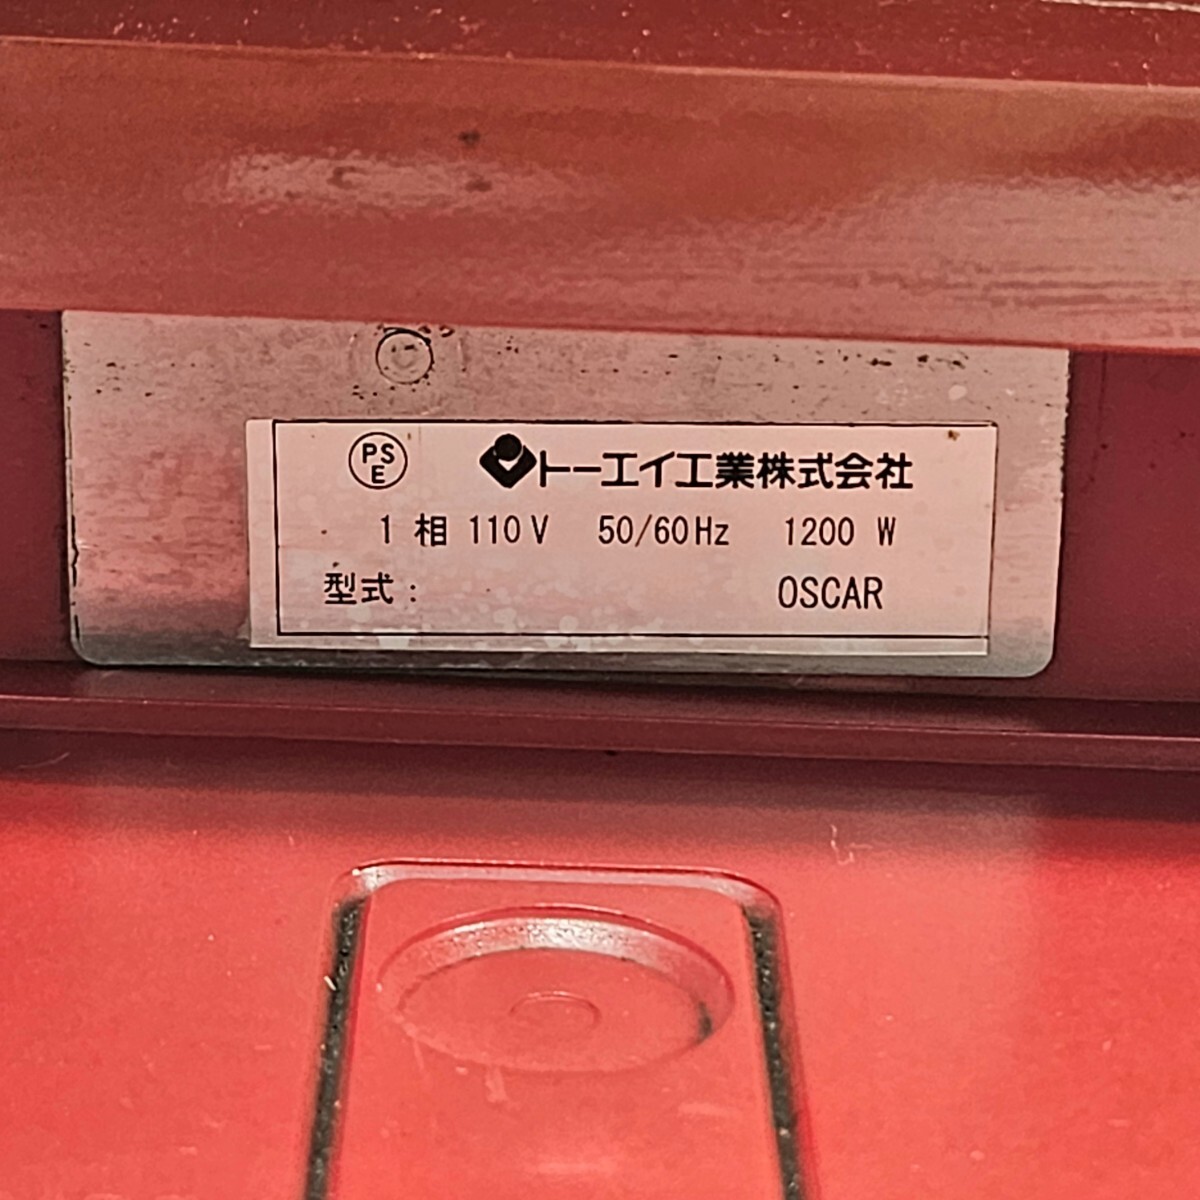 PSE トーエイ工業株式会社
1 相 110V 50/60Hz 1200 W
型式: OSCAR